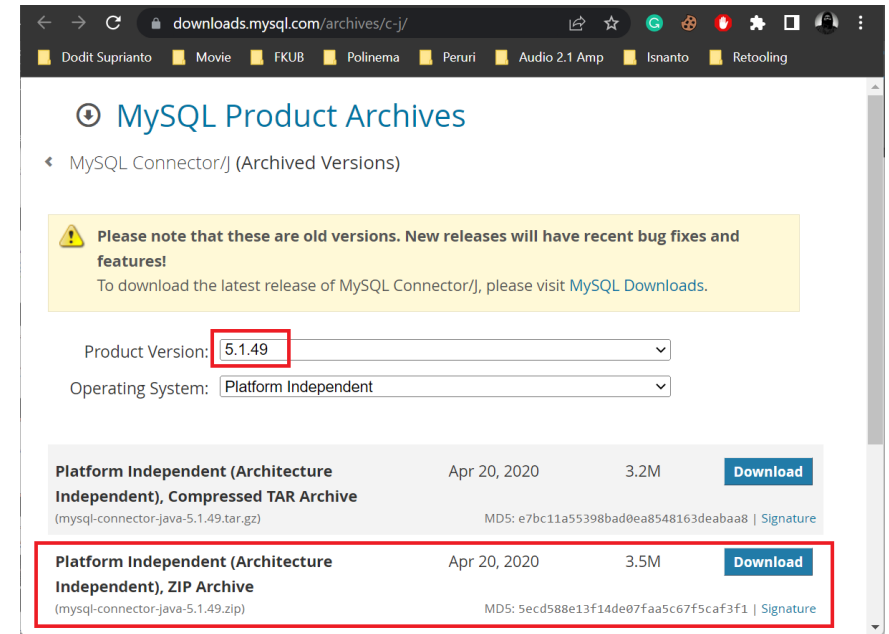 downloads.mysql.com/archives/c-j/
Dodit Suprianto Movie FKUB Polinema Peruri Audio 2.1 Amp Isnanto Retooling
MySQL Product Archives
MySQL Connector/J (Archived Versions)
Please note that these are old versions. New releases will have recent bug fixes and
features!
To download the latest release of MySQL Connector/J, please visit MySQL Downloads.
Product Version: 5.1.49
Operating System: Platform Independent
Platform Independent (Architecture Apr 20, 2020 3.2M Download
Independent), Compressed TAR Archive
(mysql-connector-java-5.1.49.tar.gz) MD5: e7bc11a55398bad0ea8548163deabaa8 | Signature
Platform Independent (Architecture Apr 20, 2020 3.5M Download
Independent), ZIP Archive
(mysql-connector-java-5.1.49.zip) MD5: 5ecd588e13f14de07faa5c67f5caf3f1 | Signature